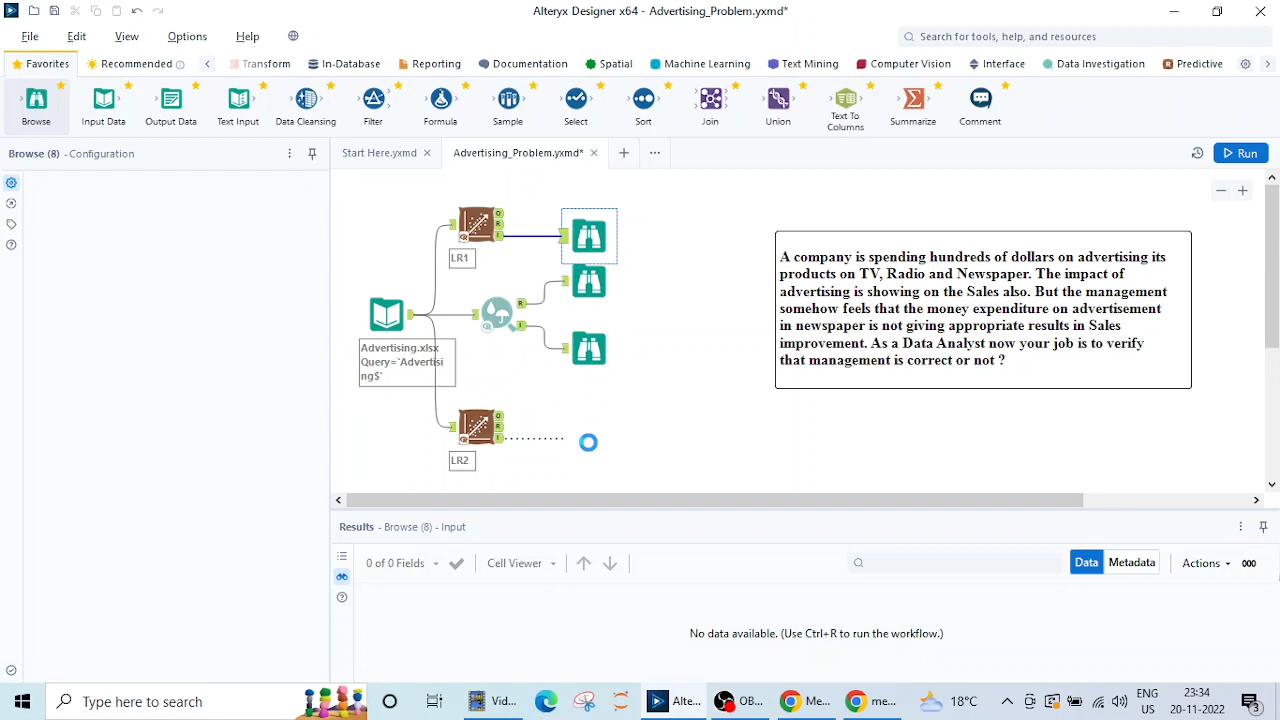 Alteryx Designer x64 - Advertising_Problem.yxmd*
File Edit View Options Help
Search for tools, help, and resources
Favorites Recommended Transform In-Database Reporting Documentation Spatial Machine Learning Text Mining Computer Vision Interface Data Investigation Predictive
Browse Input Data Output Data Text Input Data Cleansing Filter Formula Sample Select Sort Join Union Text To Columns Summarize Comment
Browse (8) - Configuration
Start Here.yxmd Advertising_Problem.yxmd*
Run
O
R
I
LR1
R
I
Advertising.xlsx
Query=`Advertisi
ng$`
O
R
I
LR2
A company is spending hundreds of dollars on advertising its
products on TV, Radio and Newspaper. The impact of
advertising is showing on the Sales also. But the management
somehow feels that the money expenditure on advertisement
in newspaper is not giving appropriate results in Sales
improvement. As a Data Analyst now your job is to verify
that management is correct or not ?
Results - Browse (8) - Input
0 of 0 Fields Cell Viewer Data Metadata Actions 000
No data available. (Use Ctrl+R to run the workflow.)
Type here to search
Vid...
Alte...
OB...
Me...
me...
18°C
ENG
US
23:34
20-11-2022
3